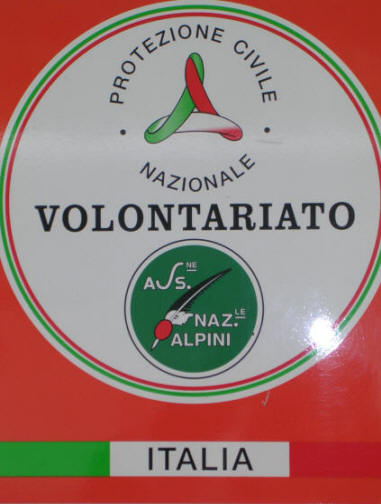 PROTEZIONE CIVILE
NAZIONALE
VOLONTARIATO
ASS.NE
NAZ.LE
ALPINI
ITALIA